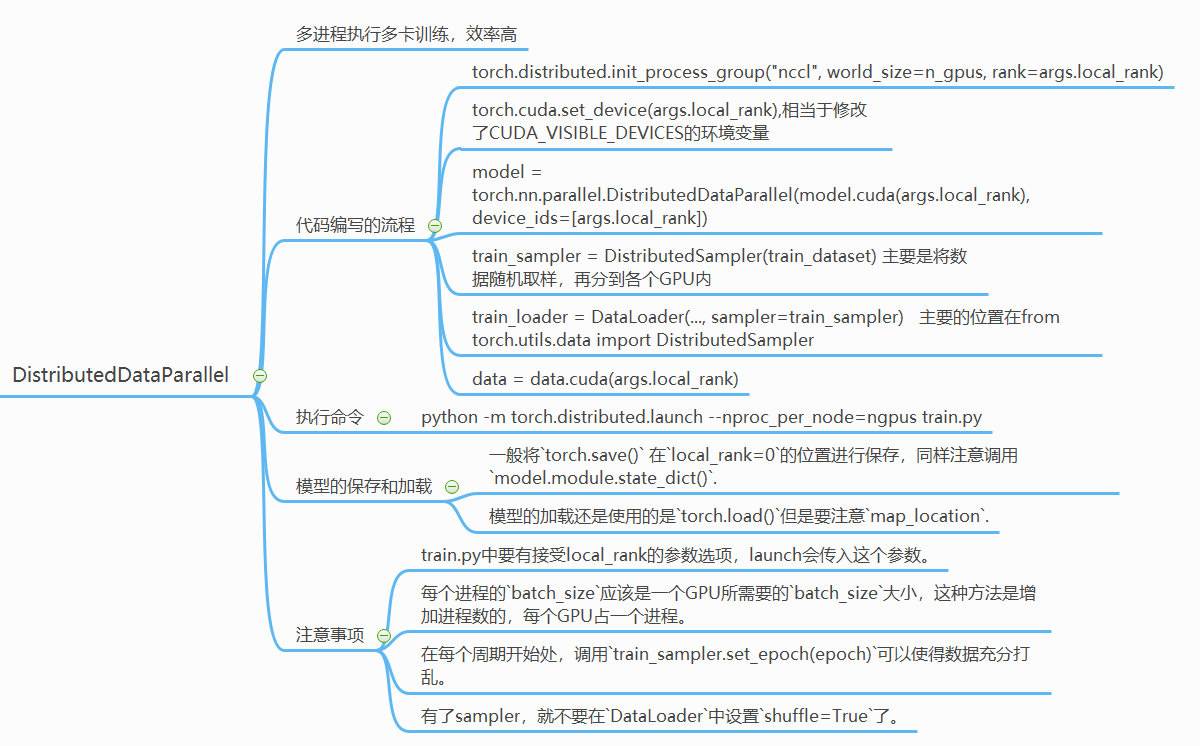 多进程执行多卡训练，效率高
torch.distributed.init_process_group("nccl", world_size=n_gpus, rank=args.local_rank)
torch.cuda.set_device(args.local_rank),相当于修改
了CUDA_VISIBLE_DEVICES的环境变量
model =
torch.nn.parallel.DistributedDataParallel(model.cuda(args.local_rank),
device_ids=[args.local_rank])
代码编写的流程
train_sampler = DistributedSampler(train_dataset) 主要是将数
据随机取样，再分到各个GPU内
train_loader = DataLoader(..., sampler=train_sampler) 主要的位置在from
torch.utils.data import DistributedSampler
data = data.cuda(args.local_rank)
DistributedDataParallel
执行命令
python -m torch.distributed.launch --nproc_per_node=ngpus train.py
模型的保存和加载
一般将`torch.save()` 在`local_rank=0`的位置进行保存，同样注意调用
`model.module.state_dict()`.
模型的加载还是使用的是`torch.load()`但是要注意`map_location`.
注意事项
train.py中要有接受local_rank的参数选项，launch会传入这个参数。
每个进程的`batch_size`应该是一个GPU所需要的`batch_size`大小，这种方法是增
加进程数的，每个GPU占一个进程。
在每个周期开始处，调用`train_sampler.set_epoch(epoch)`可以使得数据充分打
乱。
有了sampler，就不要在`DataLoader`中设置`shuffle=True`了。